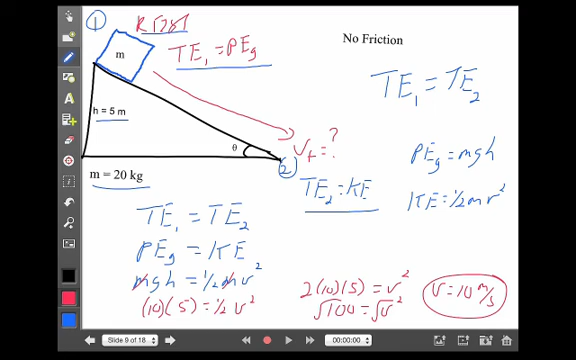 1
REST
m
TE₁ = PEg
No Friction
TE₁ = TE₂
h = 5 m
θ
Vf = ?
2
PEg = mgh
m = 20 kg
TE₂ = KE
KE = ½mv²
TE₁ = TE₂
PEg = KE
mgh = ½mv²
(10)(5) = ½ v²
2(10)(5) = v²
√100 = √v²
V = 10 m/s
Slide 9 of 18
00:00:00